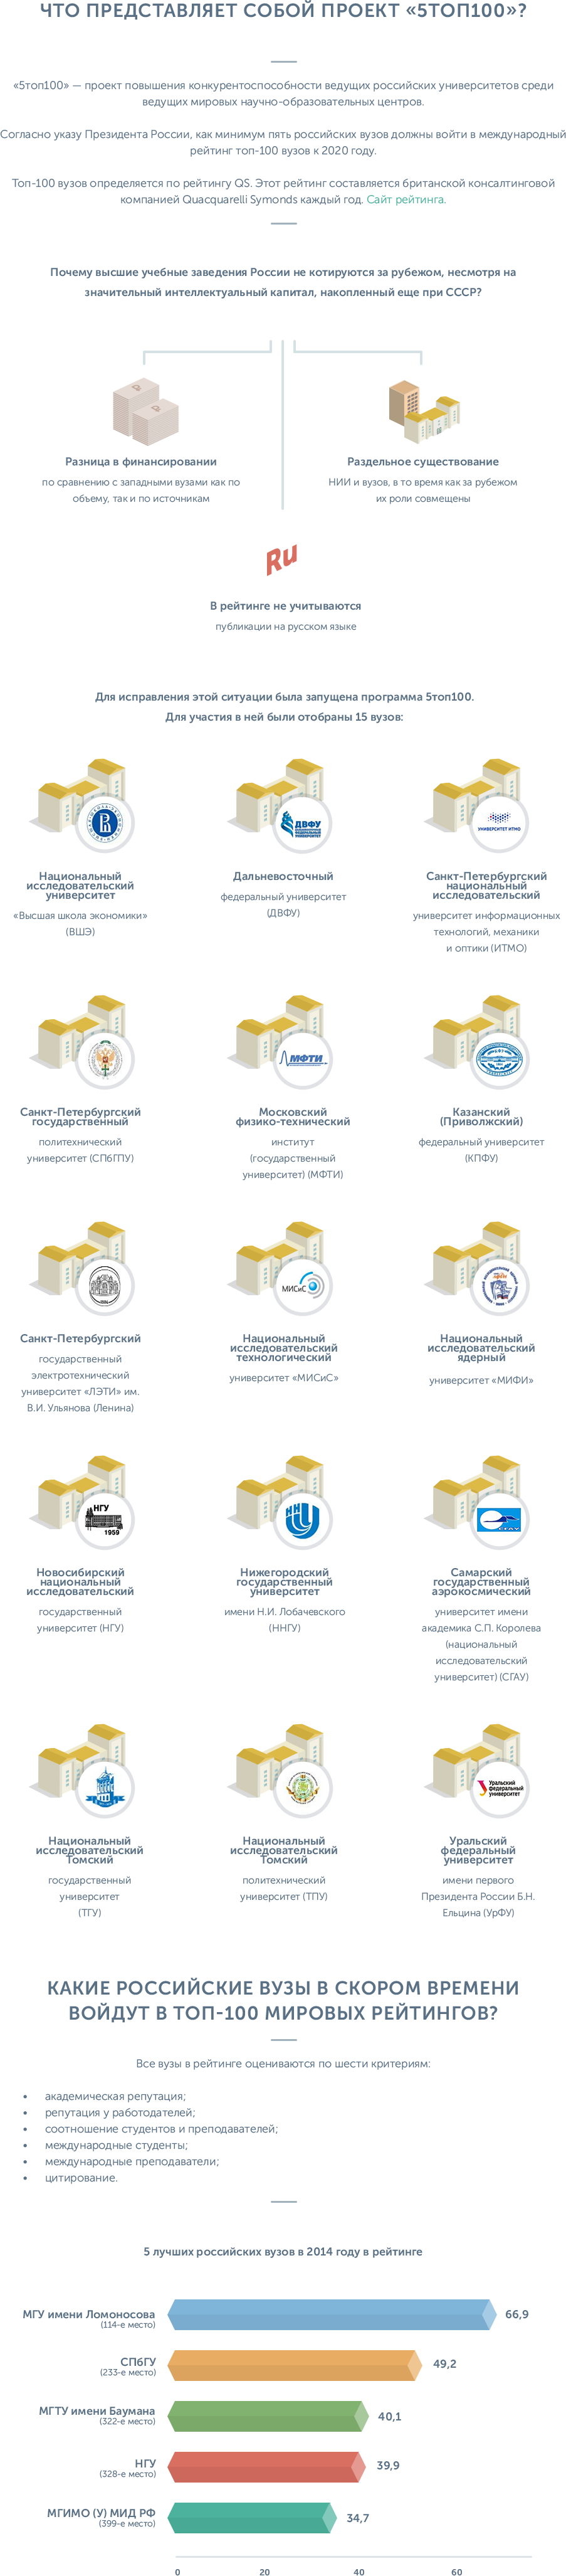 ЧТО ПРЕДСТАВЛЯЕТ СОБОЙ ПРОЕКТ «5ТОП100»?
«5топ100» — проект повышения конкурентоспособности ведущих российских университетов среди
ведущих мировых научно-образовательных центров.
Согласно указу Президента России, как минимум пять российских вузов должны войти в международный
рейтинг топ-100 вузов к 2020 году.
Топ-100 вузов определяется по рейтингу QS. Этот рейтинг составляется британской консалтинговой
компанией Quacquarelli Symonds каждый год. Сайт рейтинга.
Почему высшие учебные заведения России не котируются за рубежом, несмотря на
значительный интеллектуальный капитал, накопленный еще при СССР?
Разница в финансировании
по сравнению с западными вузами как по
объему, так и по источникам
Раздельное существование
НИИ и вузов, в то время как за рубежом
их роли совмещены
Ru
В рейтинге не учитываются
публикации на русском языке
Для исправления этой ситуации была запущена программа 5топ100.
Для участия в ней были отобраны 15 вузов:
Национальный
исследовательский
университет
«Высшая школа экономики»
(ВШЭ)
ДВФУ
Дальневосточный
федеральный университет
(ДВФУ)
УНИВЕРСИТЕТ ИТМО
Санкт-Петербургский
национальный
исследовательский
университет информационных
технологий, механики
и оптики (ИТМО)
Санкт-Петербургский
государственный
политехнический
университет (СПбГПУ)
МФТИ
Московский
физико-технический
институт
(государственный
университет) (МФТИ)
Казанский
(Приволжский)
федеральный университет
(КПФУ)
Санкт-Петербургский
государственный
электротехнический
университет «ЛЭТИ» им.
В.И. Ульянова (Ленина)
МИСиС
Национальный
исследовательский
технологический
университет «МИСиС»
Национальный
исследовательский
ядерный
университет «МИФИ»
НГУ
1959
Новосибирский
национальный
исследовательский
государственный
университет (НГУ)
Нижегородский
государственный
университет
имени Н.И. Лобачевского
(ННГУ)
Самарский
государственный
аэрокосмический
университет имени
академика С.П. Королева
(национальный
исследовательский
университет) (СГАУ)
Национальный
исследовательский
Томский
государственный
университет
(ТГУ)
Национальный
исследовательский
Томский
политехнический
университет (ТПУ)
Уральский
федеральный
университет
Уральский
федеральный
университет
имени первого
Президента России Б.Н.
Ельцина (УрФУ)
КАКИЕ РОССИЙСКИЕ ВУЗЫ В СКОРОМ ВРЕМЕНИ
ВОЙДУТ В ТОП-100 МИРОВЫХ РЕЙТИНГОВ?
Все вузы в рейтинге оцениваются по шести критериям:
• академическая репутация;
• репутация у работодателей;
• соотношение студентов и преподавателей;
• международные студенты;
• международные преподаватели;
• цитирование.
5 лучших российских вузов в 2014 году в рейтинге
МГУ имени Ломоносова
(114-е место)
66,9
СПбГУ
(233-е место)
49,2
МГТУ имени Баумана
(322-е место)
40,1
НГУ
(328-е место)
39,9
МГИМО (У) МИД РФ
(399-е место)
34,7
0 20 40 60